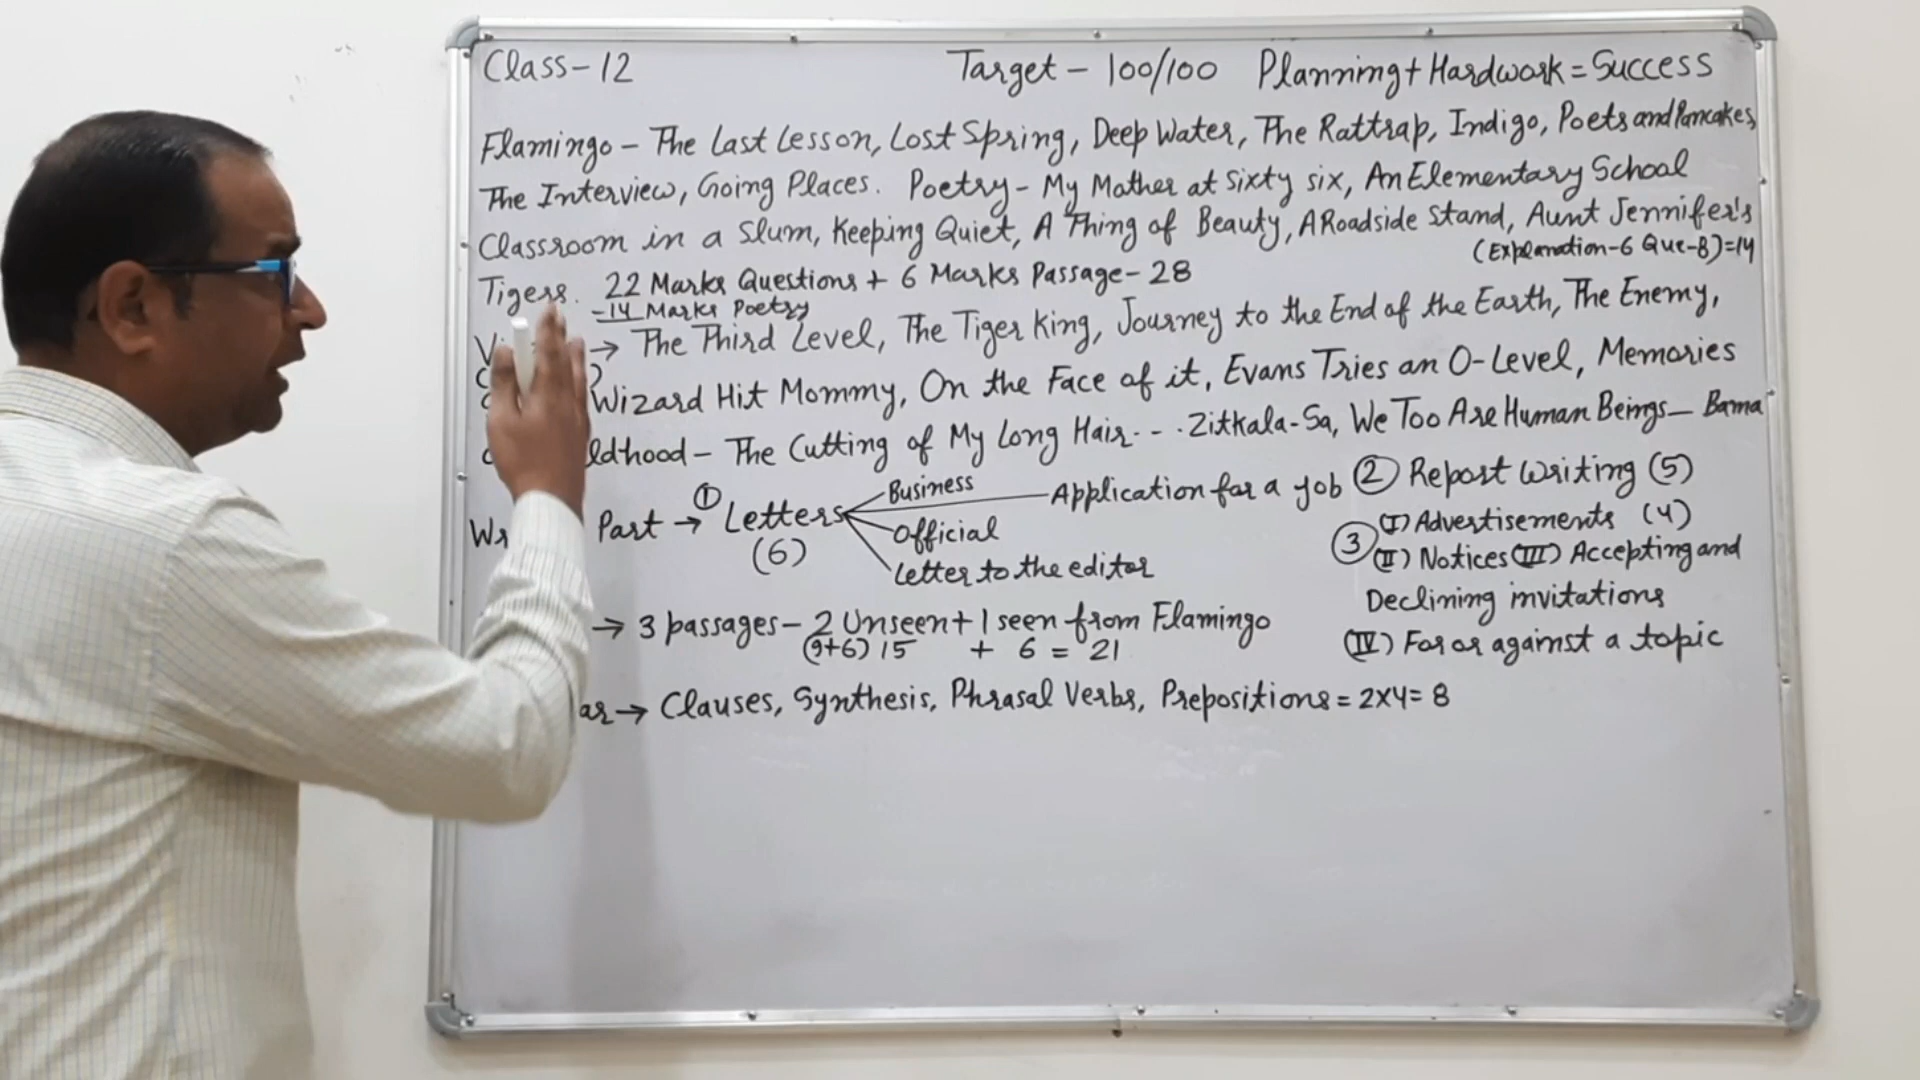 Class-12 Target - 100/100 Planning + Hardwork = Success
Flamingo - The Last Lesson, Lost Spring, Deep Water, The Rattrap, Indigo, Poets and Pancakes,
The Interview, Going Places. Poetry - My Mother at Sixty six, An Elementary School
Classroom in a Slum, Keeping Quiet, A Thing of Beauty, A Roadside Stand, Aunt Jennifer's
(Explanation-6 Que-8)=14
Tigers. 22 Marks Questions + 6 Marks Passage - 28
-14 Marks Poetry
→ The Third Level, The Tiger King, Journey to the End of the Earth, The Enemy,
Wizard Hit Mommy, On the Face of it, Evans Tries an O-Level, Memories
ldhood - The Cutting of My Long Hair - - . Zitkala-Sa, We Too Are Human Beings - Bama
Part → ① Letters Business Application for a job ② Report Writing (5)
(6) Official
Letter to the editor
③ (I) Advertisements (4)
(II) Notices (III) Accepting and
Declining invitations
(IV) For or against a topic
→ 3 passages - 2 Unseen + 1 seen from Flamingo
(9+6) 15 + 6 = 21
ar → Clauses, Synthesis, Phrasal Verbs, Prepositions = 2x4 = 8